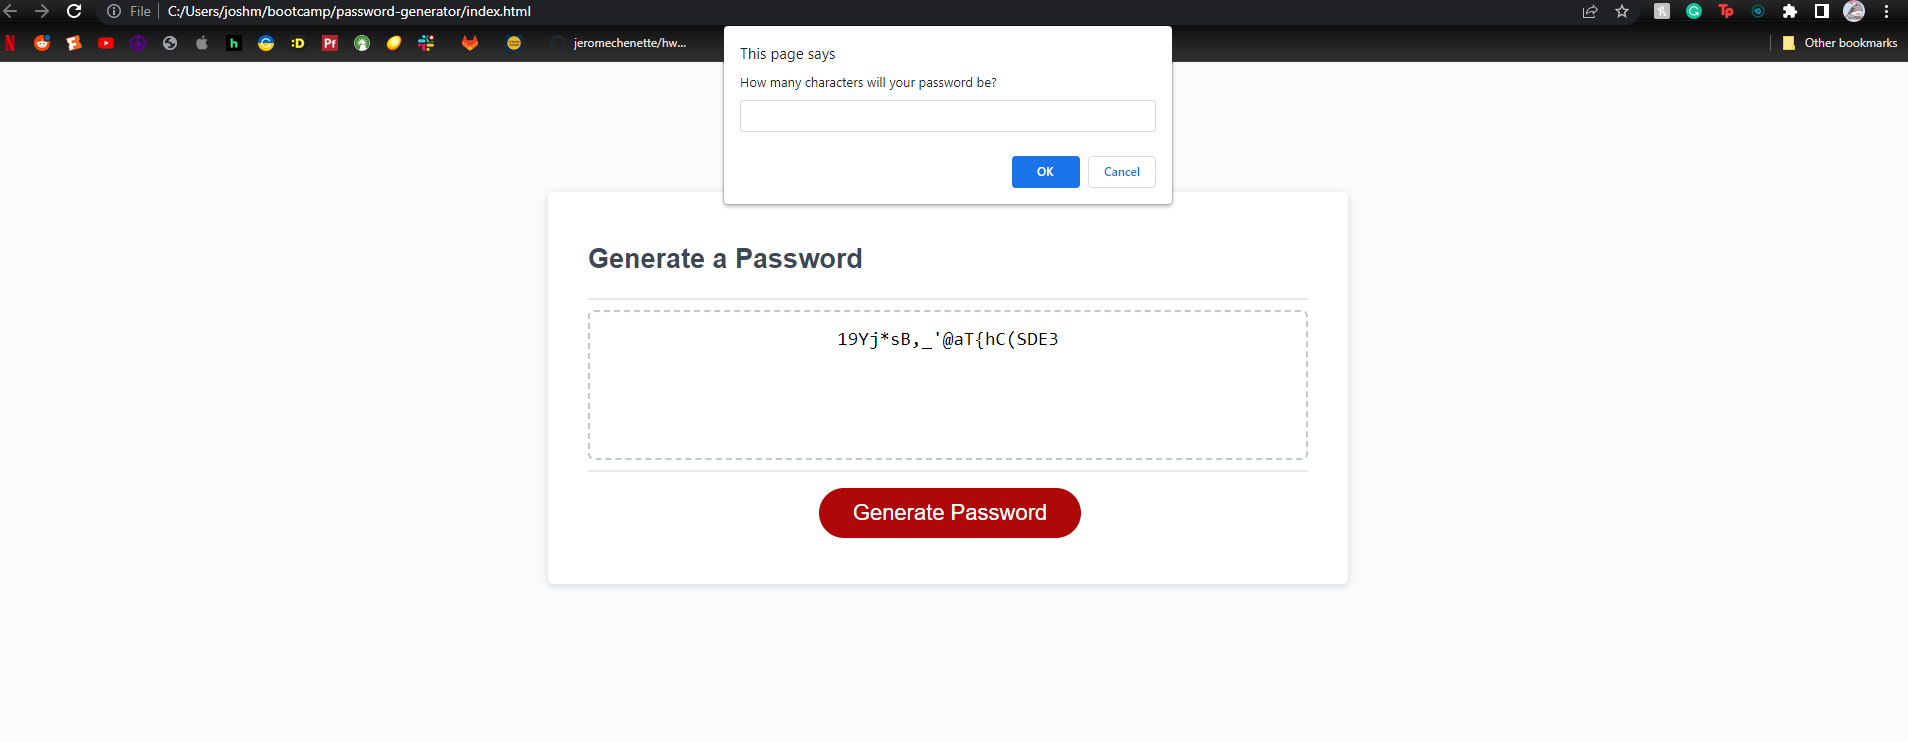 File C:/Users/joshm/bootcamp/password-generator/index.html
N h :D Pf jeromechenette/hw... Other bookmarks
This page says
How many characters will your password be?
OK Cancel
Generate a Password
19Yj*sB,_'@aT{hC(SDE3
Generate Password